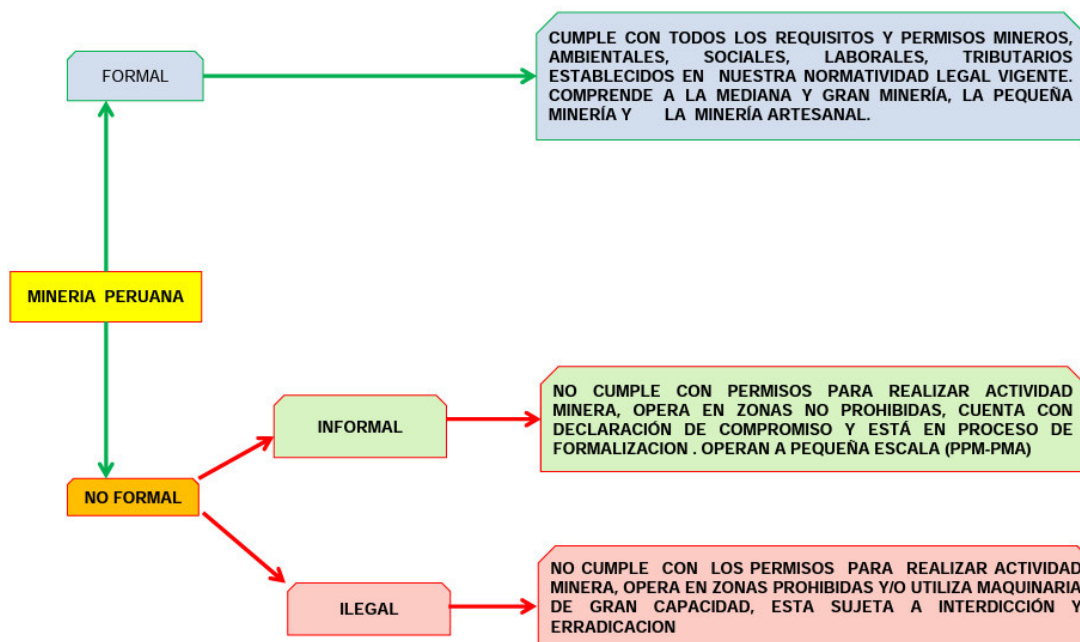 FORMAL
CUMPLE CON TODOS LOS REQUISITOS Y PERMISOS MINEROS,
AMBIENTALES, SOCIALES, LABORALES, TRIBUTARIOS
ESTABLECIDOS EN NUESTRA NORMATIVIDAD LEGAL VIGENTE.
COMPRENDE A LA MEDIANA Y GRAN MINERÍA, LA PEQUEÑA
MINERÍA Y LA MINERÍA ARTESANAL.
MINERIA PERUANA
NO FORMAL
INFORMAL
NO CUMPLE CON PERMISOS PARA REALIZAR ACTIVIDAD
MINERA, OPERA EN ZONAS NO PROHIBIDAS, CUENTA CON
DECLARACIÓN DE COMPROMISO Y ESTÁ EN PROCESO DE
FORMALIZACION . OPERAN A PEQUEÑA ESCALA (PPM-PMA)
ILEGAL
NO CUMPLE CON LOS PERMISOS PARA REALIZAR ACTIVIDAD
MINERA, OPERA EN ZONAS PROHIBIDAS Y/O UTILIZA MAQUINARIA
DE GRAN CAPACIDAD, ESTA SUJETA A INTERDICCIÓN Y
ERRADICACION